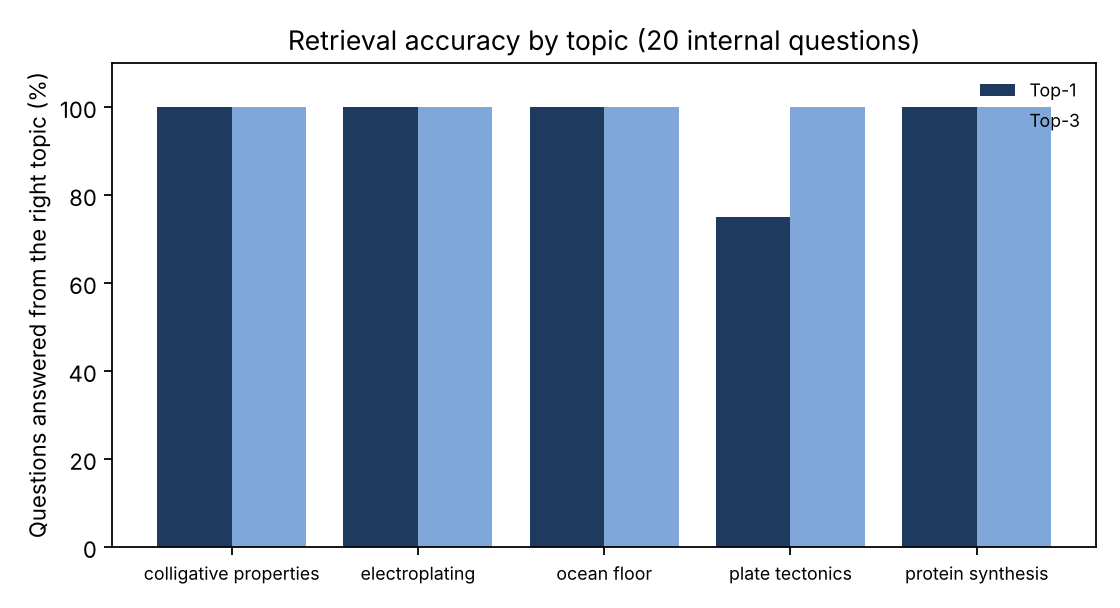 Retrieval accuracy by topic (20 internal questions)
Questions answered from the right topic (%)
100
80
60
40
20
0
Top-1
Top-3
colligative properties
electroplating
ocean floor
plate tectonics
protein synthesis